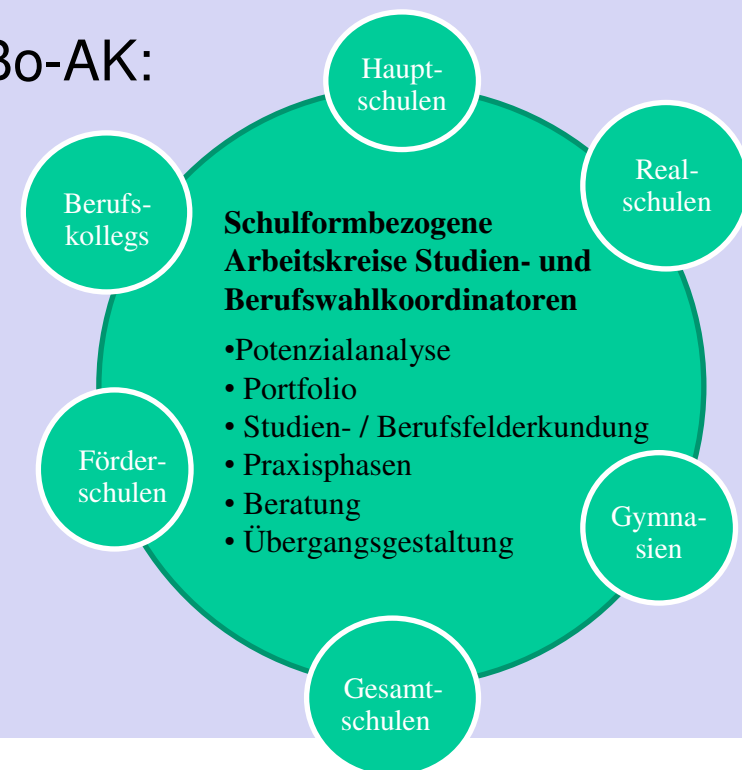 Bo-AK:
Haupt-
schulen
Real-
schulen
Berufs-
kollegs
Schulformbezogene
Arbeitskreise Studien- und
Berufswahlkoordinatoren
•Potenzialanalyse
• Portfolio
• Studien- / Berufsfelderkundung
• Praxisphasen
• Beratung
• Übergangsgestaltung
Förder-
schulen
Gymna-
sien
Gesamt-
schulen